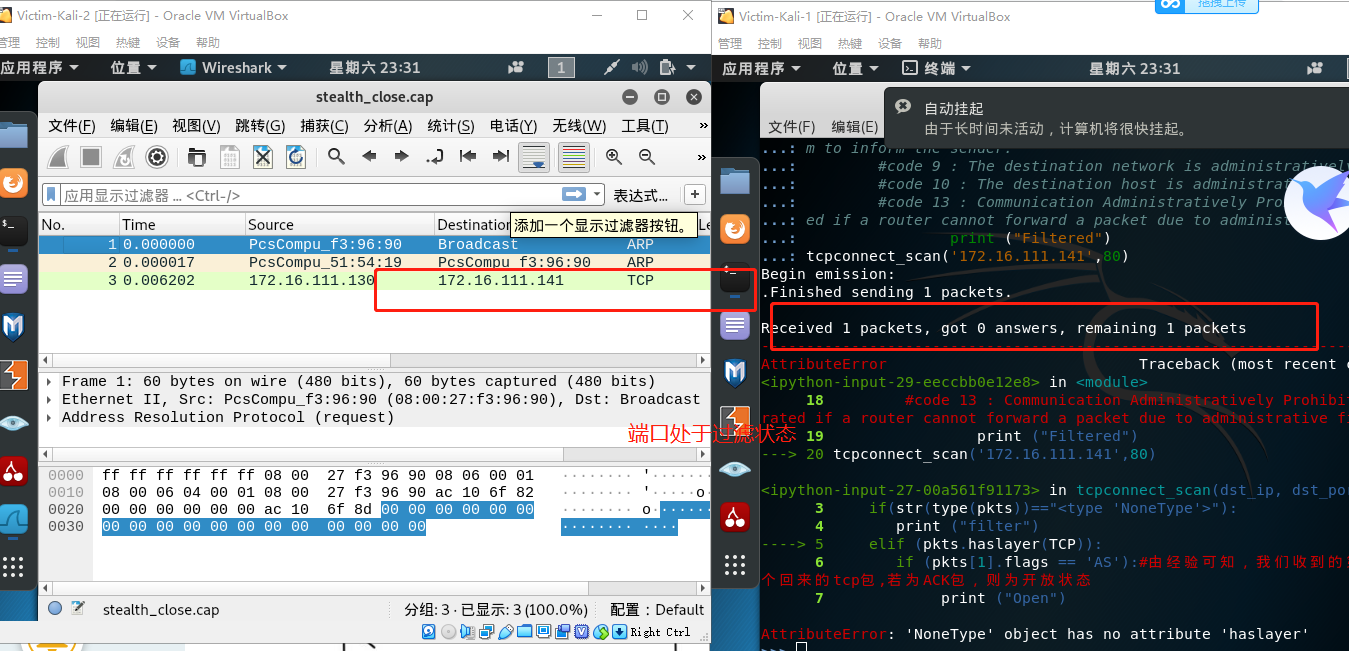 Victim-Kali-2 [正在运行] - Oracle VM VirtualBox
管理 控制 视图 热键 设备 帮助
应用程序 位置 Wireshark 星期六 23:31 1
stealth_close.cap
文件(F) 编辑(E) 视图(V) 跳转(G) 捕获(C) 分析(A) 统计(S) 电话(Y) 无线(W) 工具(T) »
»
应用显示过滤器 … <Ctrl-/> 表达式… +
No. Time Source Destination
添加一个显示过滤器按钮。
1 0.000000 PcsCompu_f3:96:90 Broadcast ARP
2 0.000017 PcsCompu_51:54:19 PcsCompu_f3:96:90 ARP
3 0.006202 172.16.111.130 172.16.111.141 TCP
Frame 1: 60 bytes on wire (480 bits), 60 bytes captured (480 bits)
Ethernet II, Src: PcsCompu_f3:96:90 (08:00:27:f3:96:90), Dst: Broadcast
Address Resolution Protocol (request)
端口处于过滤状态
0000 ff ff ff ff ff ff 08 00 27 f3 96 90 08 06 00 01 ········ '·······
0010 08 00 06 04 00 01 08 00 27 f3 96 90 ac 10 6f 82 ········ '·····o
0020 00 00 00 00 00 00 ac 10 6f 8d 00 00 00 00 00 00 ········ o······
0030 00 00 00 00 00 00 00 00 00 00 00 00 ········ ····
stealth_close.cap 分组: 3 · 已显示: 3 (100.0%) 配置：Default
Right Ctrl
拖拽上传
Victim-Kali-1 [正在运行] - Oracle VM VirtualBox
管理 控制 视图 热键 设备 帮助
应用程序 位置 终端 星期六 23:31
自动挂起
由于长时间未活动，计算机将很快挂起。
文件(F) 编辑(E)
...: m to inform the sender.
...: #code 9 : The destination network is administratively
...: #code 10 : The destination host is administrat
...: #code 13 : Communication Administratively Proh
...: ed if a router cannot forward a packet due to administ
...: print ("Filtered")
...: tcpconnect_scan('172.16.111.141',80)
Begin emission:
.Finished sending 1 packets.
Received 1 packets, got 0 answers, remaining 1 packets
AttributeError Traceback (most recent c
<ipython-input-29-eeccbb0e12e8> in <module>
18 #code 13 : Communication Administratively Prohibit
rated if a router cannot forward a packet due to administrative fi
19 print ("Filtered")
---> 20 tcpconnect_scan('172.16.111.141',80)
<ipython-input-27-00a561f91173> in tcpconnect_scan(dst_ip, dst_po
3 if(str(type(pkts))=="<type 'NoneType'>"):
4 print ("filter")
----> 5 elif (pkts.haslayer(TCP)):
6 if (pkts[1].flags == 'AS'):#由经验可知，我们收到的
个回来的tcp包,若为ACK包，则为开放状态
7 print ("Open")
AttributeError: 'NoneType' object has no attribute 'haslayer'
>>>